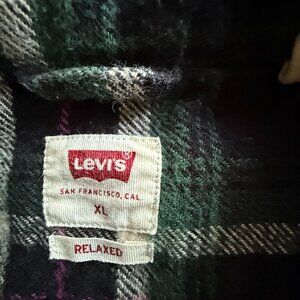 Levi's
SAN FRANCISCO, CAL.
XL
RELAXED